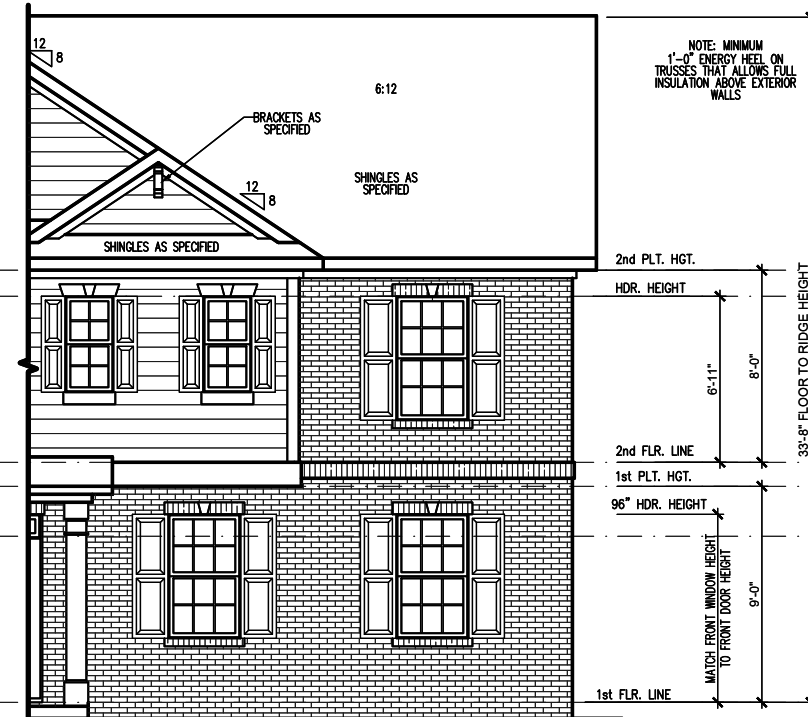 12
8
NOTE: MINIMUM
1'-0" ENERGY HEEL ON
TRUSSES THAT ALLOWS FULL
INSULATION ABOVE EXTERIOR
WALLS
6:12
BRACKETS AS
SPECIFIED
SHINGLES AS
SPECIFIED
12
8
SHINGLES AS SPECIFIED
2nd PLT. HGT.
HDR. HEIGHT
6'-11"
8'-0"
33'-8" FLOOR TO RIDGE HEIGHT
2nd FLR. LINE
1st PLT. HGT.
96" HDR. HEIGHT
MATCH FRONT WINDOW HEIGHT
TO FRONT DOOR HEIGHT
9'-0"
1st FLR. LINE